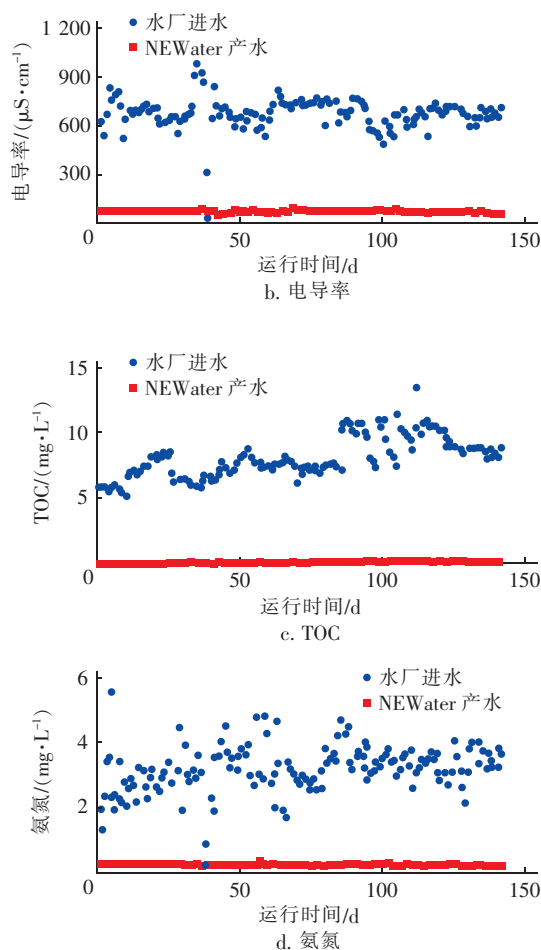 1 200
水厂进水
NEWater 产水
900
600
300
电导率/(μS·cm⁻¹)
0
50
100
150
运行时间/d
b. 电导率
水厂进水
NEWater 产水
15
10
5
TOC/(mg·L⁻¹)
0
50
100
150
运行时间/d
c. TOC
6
水厂进水
NEWater 产水
4
2
氨氮/(mg·L⁻¹)
0
50
100
150
运行时间/d
d. 氨氮